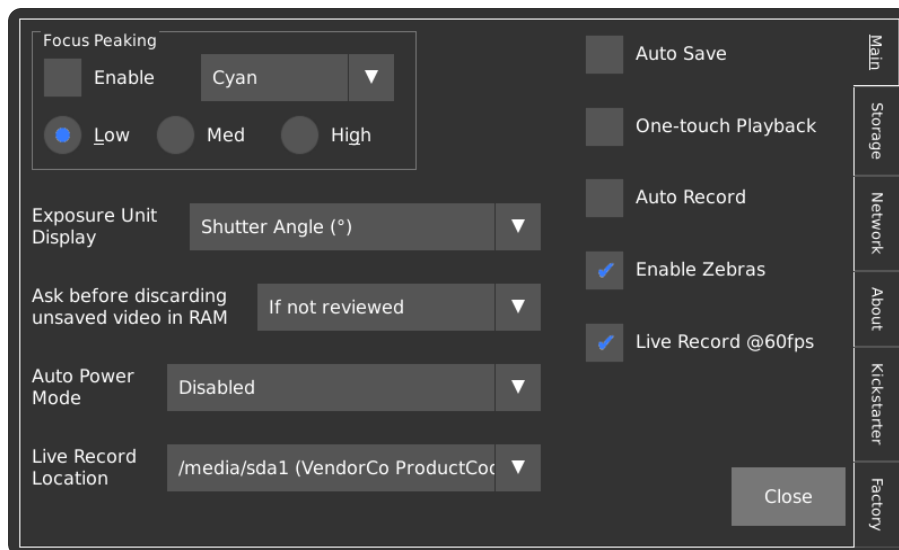 Focus Peaking
Enable
Cyan
Low
Med
High
Exposure Unit
Display
Shutter Angle (°)
Ask before discarding
unsaved video in RAM
If not reviewed
Auto Power
Mode
Disabled
Live Record
Location
/media/sda1 (VendorCo ProductCod
Auto Save
One-touch Playback
Auto Record
Enable Zebras
Live Record @60fps
Close
Main
Storage
Network
About
Kickstarter
Factory